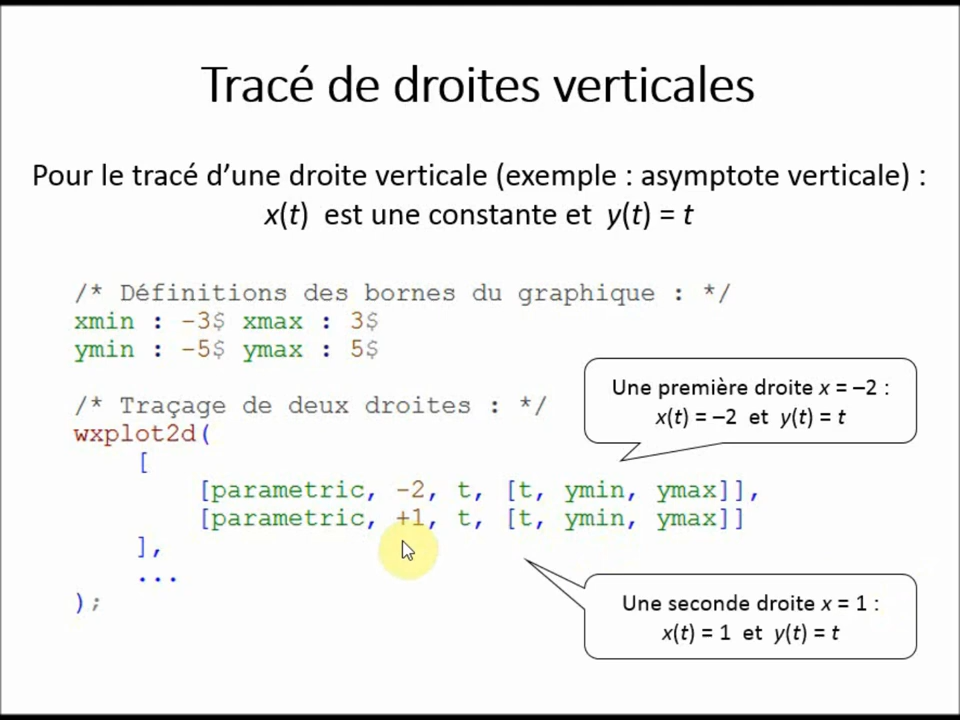 Tracé de droites verticales
Pour le tracé d’une droite verticale (exemple : asymptote verticale) :
x(t) est une constante et y(t) = t
/* Définitions des bornes du graphique : */
xmin : -3$ xmax : 3$
ymin : -5$ ymax : 5$
/* Traçage de deux droites : */
wxplot2d(
[
[parametric, -2, t, [t, ymin, ymax]],
[parametric, +1, t, [t, ymin, ymax]]
],
...
);
Une première droite x = –2 :
x(t) = –2 et y(t) = t
Une seconde droite x = 1 :
x(t) = 1 et y(t) = t